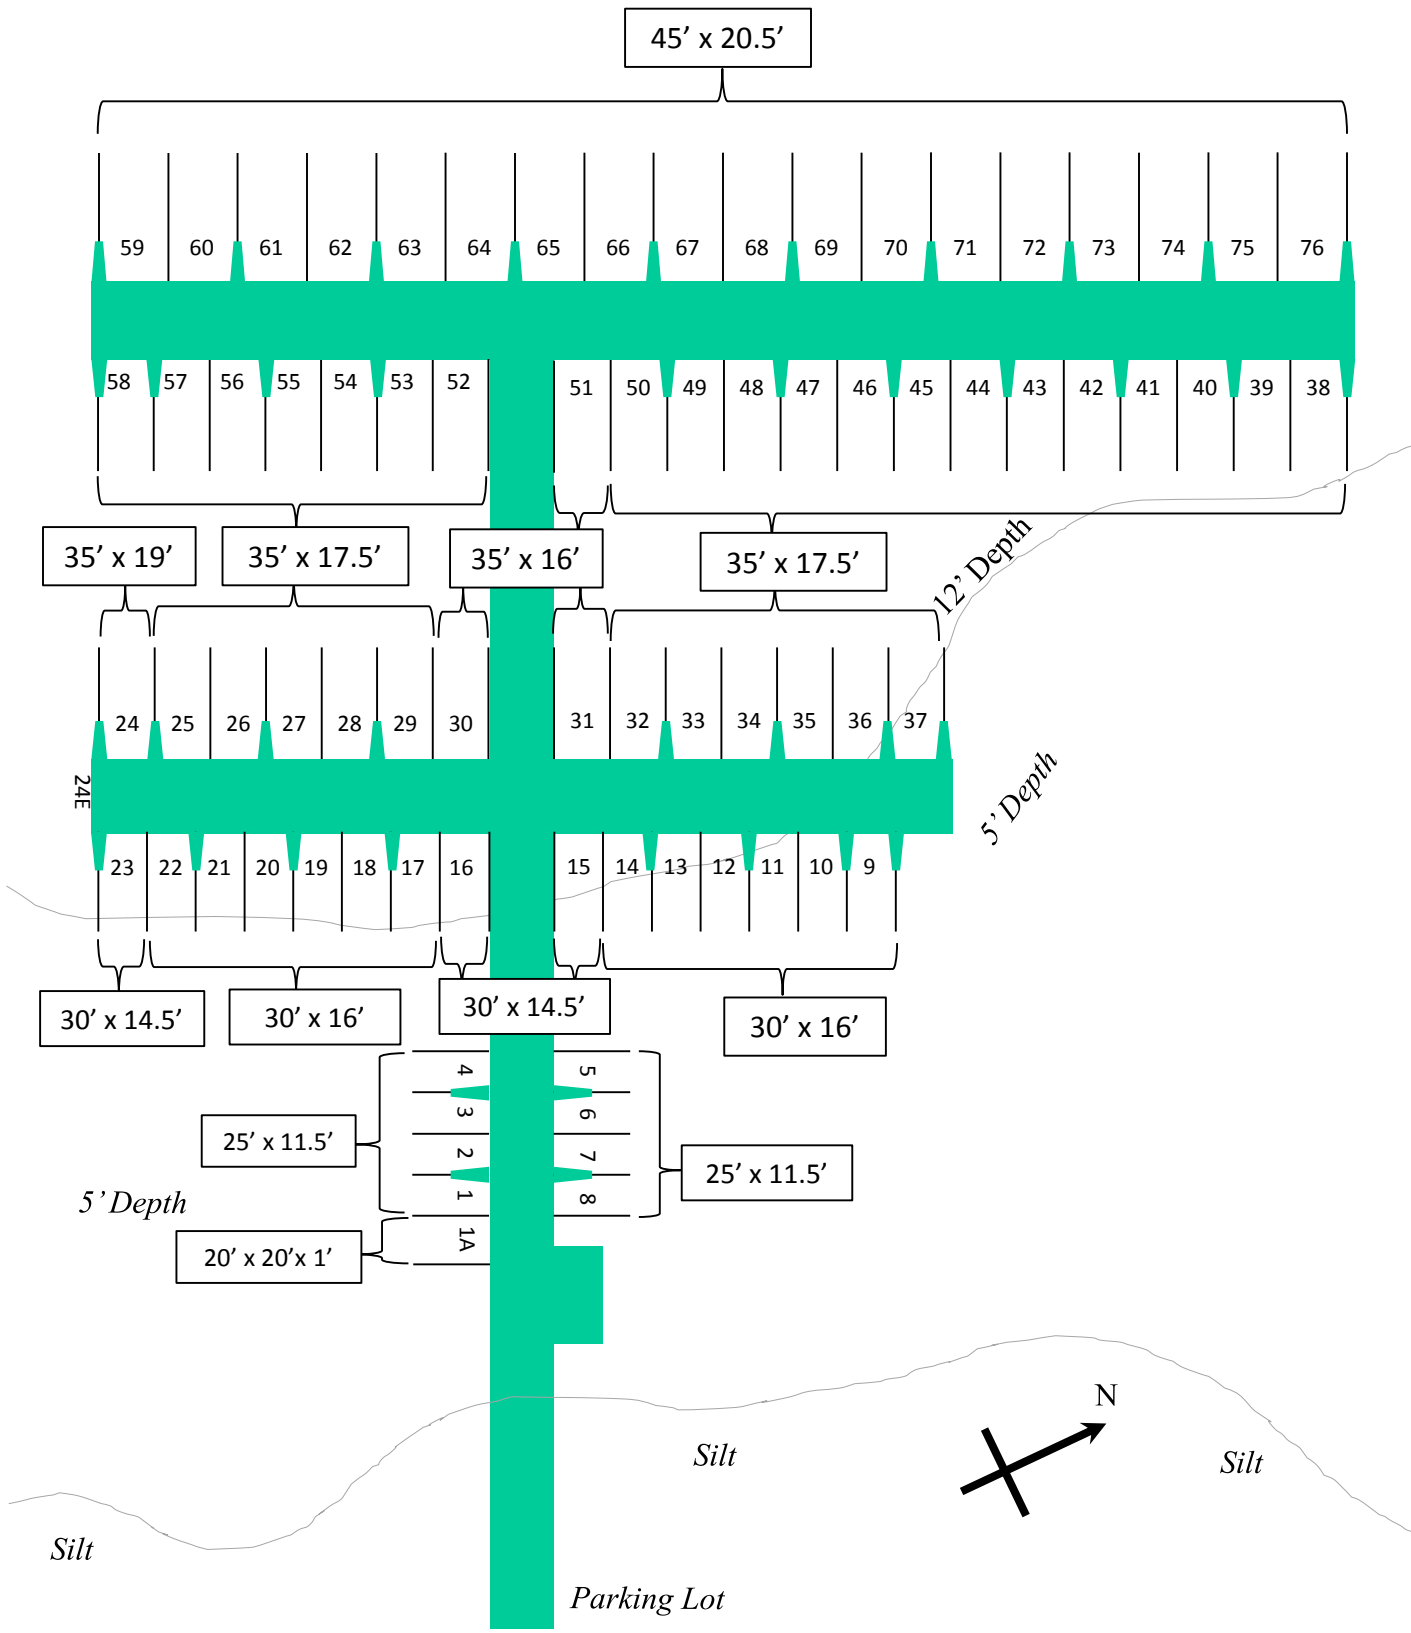 45’ x 20.5’
59 60 61 62 63 64 65 66 67 68 69 70 71 72 73 74 75 76
58 57 56 55 54 53 52 51 50 49 48 47 46 45 44 43 42 41 40 39 38
35’ x 19’ 35’ x 17.5’ 35’ x 16’ 35’ x 17.5’
12’ Depth
24 25 26 27 28 29 30 31 32 33 34 35 36 37
24E
5’ Depth
23 22 21 20 19 18 17 16 15 14 13 12 11 10 9
30’ x 14.5’ 30’ x 16’ 30’ x 14.5’ 30’ x 16’
4 5
3 6
25’ x 11.5’
2 7
25’ x 11.5’
1 8
5’ Depth
1A
20’ x 20’x 1’
N
Silt
Silt
Silt
Parking Lot